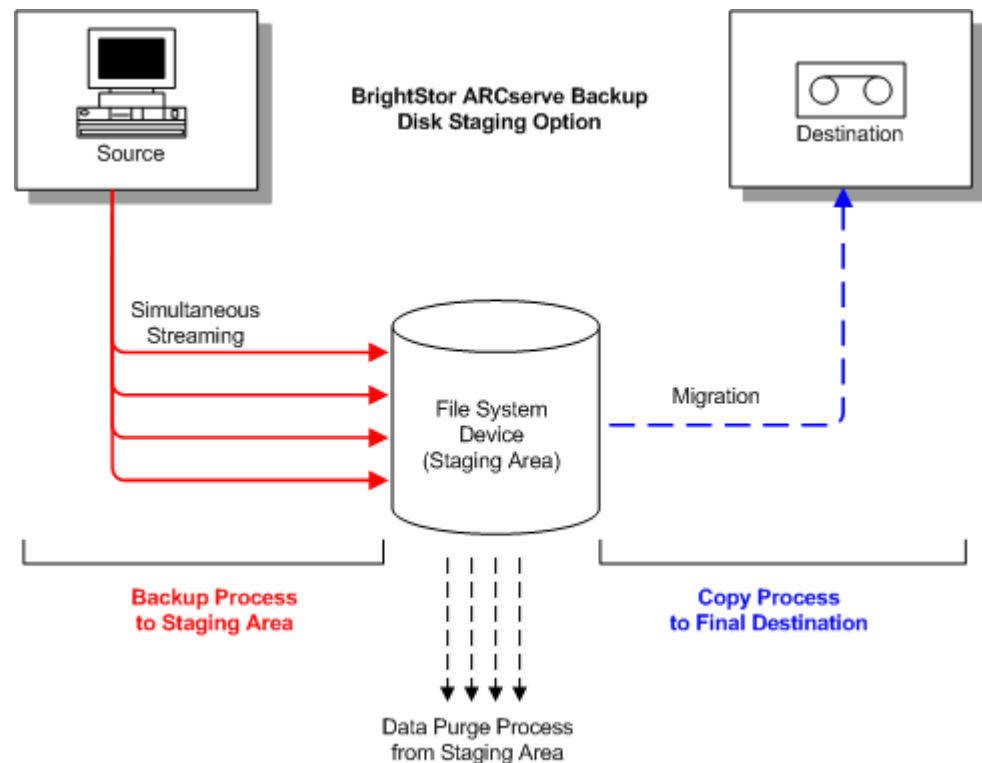 Source
BrightStor ARCserve Backup
Disk Staging Option
Destination
Simultaneous
Streaming
File System
Device
(Staging Area)
Migration
Backup Process
to Staging Area
Copy Process
to Final Destination
Data Purge Process
from Staging Area